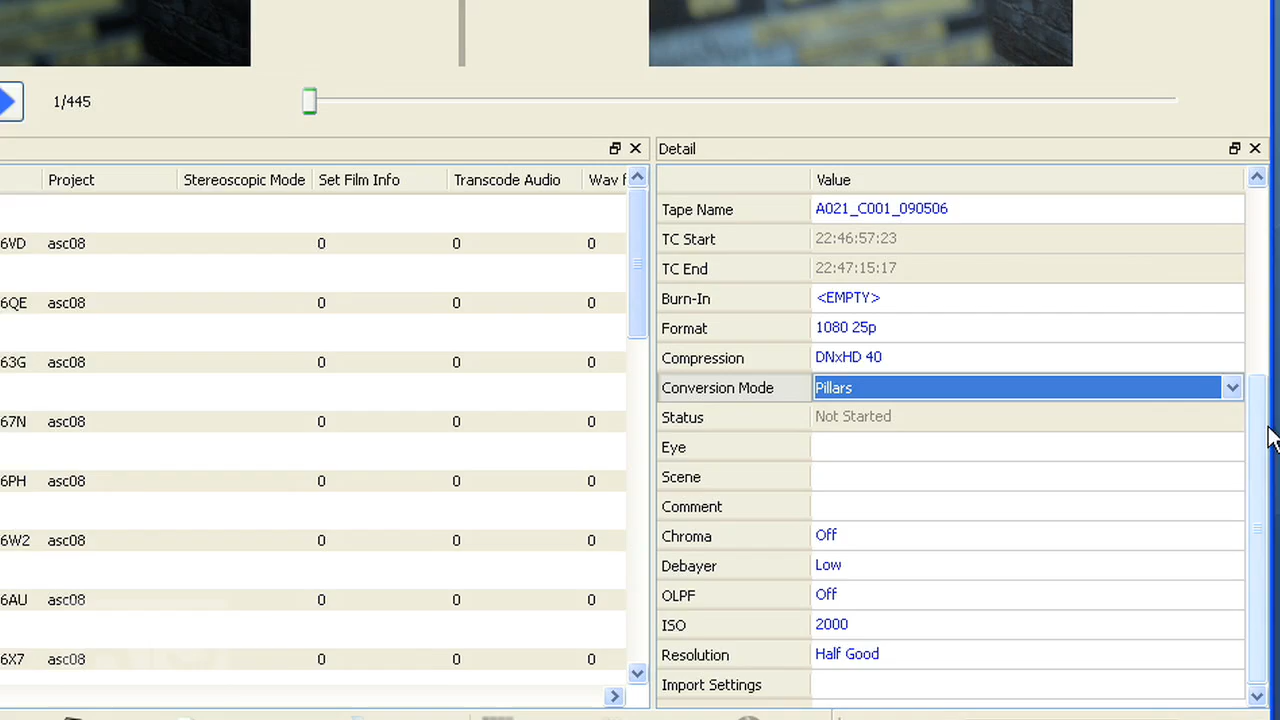 1/445
Project Stereoscopic Mode Set Film Info Transcode Audio Wav f
6VD asc08 0 0 0
6QE asc08 0 0 0
63G asc08 0 0 0
67N asc08 0 0 0
6PH asc08 0 0 0
6W2 asc08 0 0 0
6AU asc08 0 0 0
6X7 asc08 0 0 0
Detail
Value
Tape Name A021_C001_090506
TC Start 22:46:57:23
TC End 22:47:15:17
Burn-In <EMPTY>
Format 1080 25p
Compression DNxHD 40
Conversion Mode Pillars
Status Not Started
Eye
Scene
Comment
Chroma Off
Debayer Low
OLPF Off
ISO 2000
Resolution Half Good
Import Settings